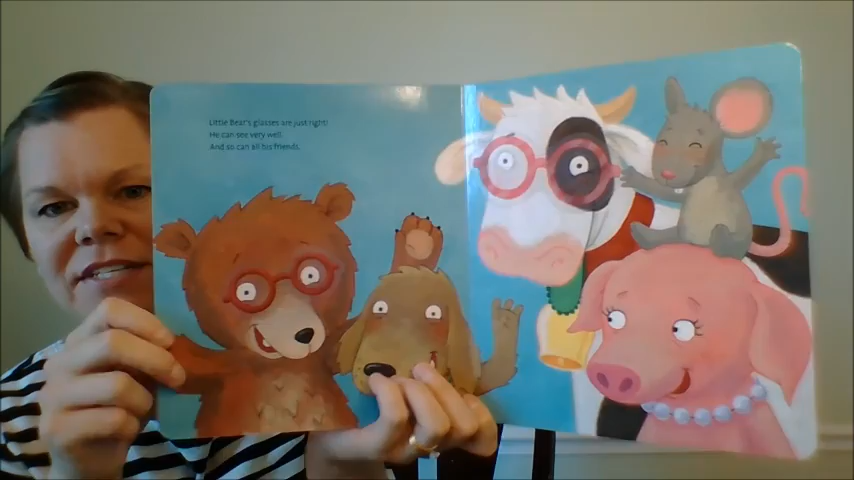 Little Bear's glasses are just right!
He can see very well.
And so can all his friends.